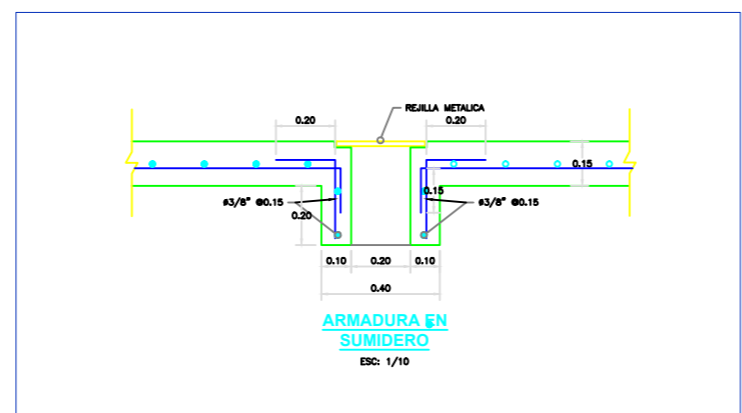 REJILLA METALICA
0.20
0.20
0.15
0.15
ø3/8" @0.15
ø3/8" @0.15
0.20
0.10
0.20
0.10
0.40
ARMADURA EN
SUMIDERO
ESC: 1/10